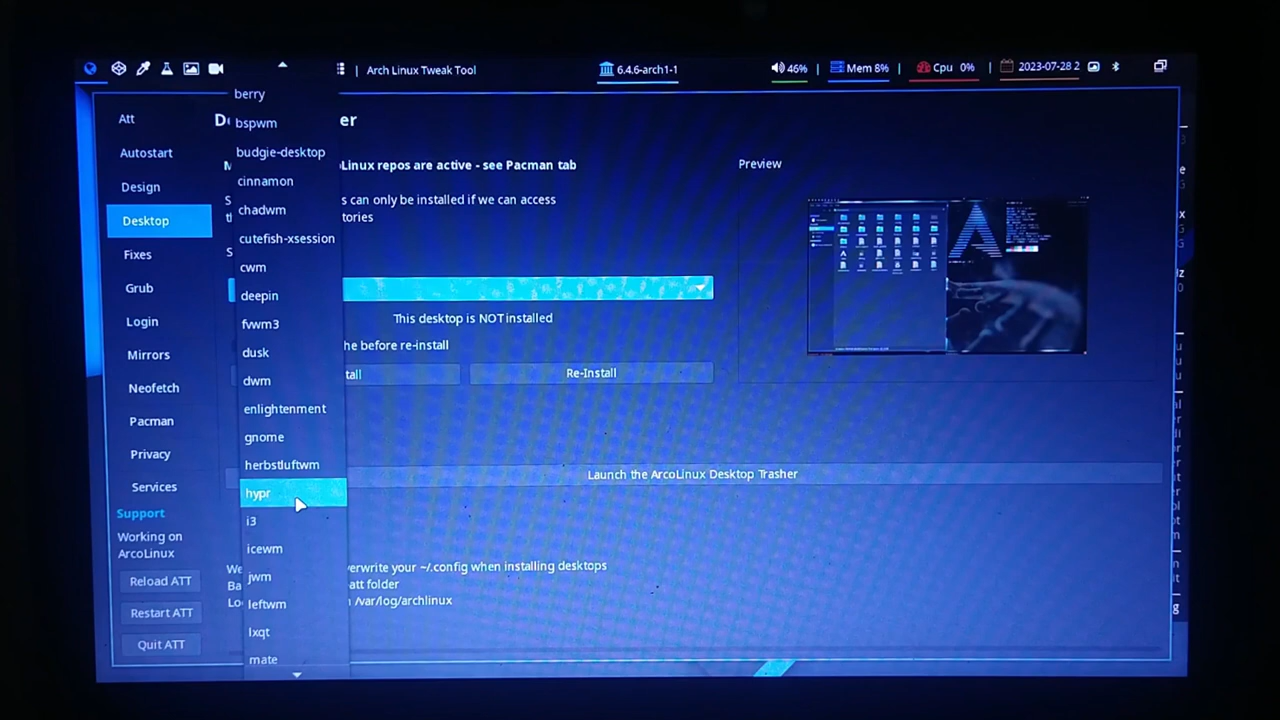 Arch Linux Tweak Tool
6.4.6-arch1-1
46% | Mem 8% | Cpu 0% | 2023-07-28 2
Att
Autostart
Design
Desktop
Fixes
Grub
Login
Mirrors
Neofetch
Pacman
Privacy
Services
Support
Working on
ArcoLinux
Reload ATT
Restart ATT
Quit ATT
berry
bspwm
budgie-desktop
cinnamon
chadwm
cutefish-xsession
cwm
deepin
fvwm3
dusk
dwm
enlightenment
gnome
herbstluftwm
hypr
i3
icewm
jwm
leftwm
lxqt
mate
er
Linux repos are active - see Pacman tab
s can only be installed if we can access
tories
This desktop is NOT installed
he before re-install
tall
Re-Install
Launch the ArcoLinux Desktop Trasher
We verwrite your ~/.config when installing desktops
Ba att folder
Lo /var/log/archlinux
Preview